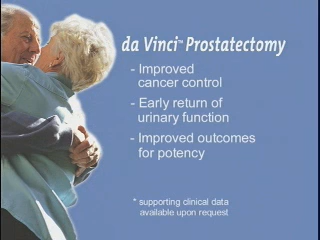 da Vinci™ Prostatectomy
- Improved
cancer control
- Early return of
urinary function
- Improved outcomes
for potency
* supporting clinical data
available upon request